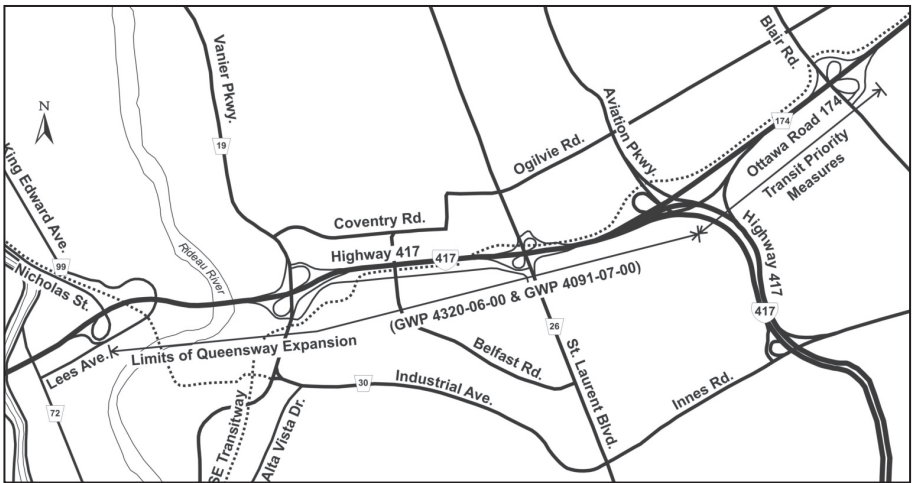 Blair Rd.
Vanier Pkwy.
N
Aviation Pkwy.
174
Ottawa Road 174
19
Transit Priority
Measures
King Edward Ave.
Ogilvie Rd.
Coventry Rd.
Highway 417
Rideau River
Highway 417
417
99
Nicholas St.
417
(GWP 4320-06-00 & GWP 4091-07-00)
26
Limits of Queensway Expansion
Lees Ave.
Belfast Rd.
St. Laurent Blvd.
30
Industrial Ave.
Innes Rd.
72
SE Transitway
Alta Vista Dr.